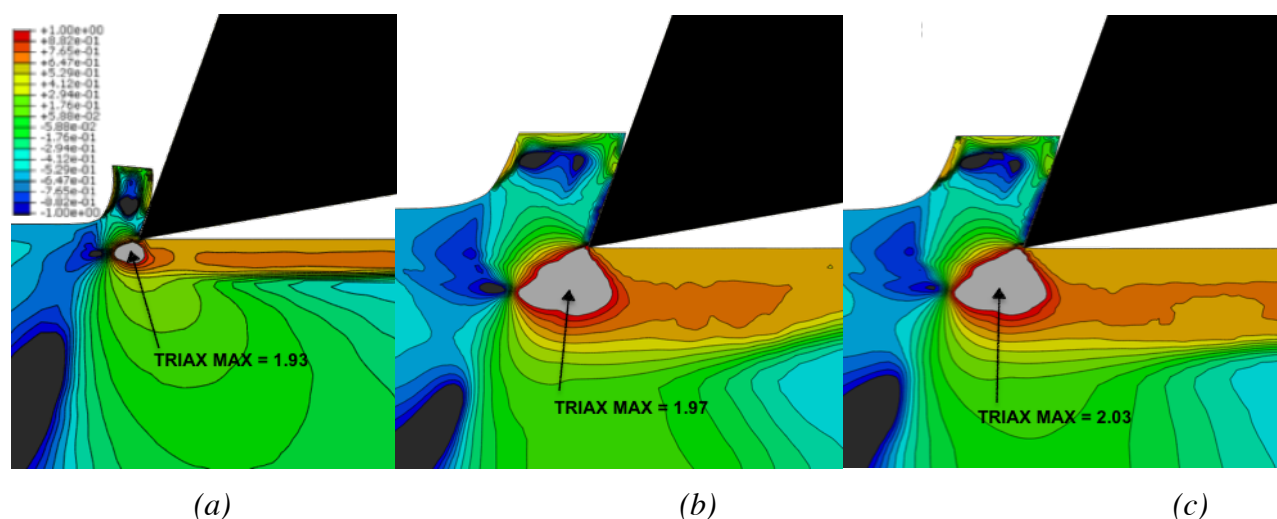 +1.00e+00
+8.82e-01
+7.65e-01
+6.47e-01
+5.29e-01
+4.12e-01
+2.94e-01
+1.76e-01
+5.88e-02
-5.88e-02
-1.76e-01
-2.94e-01
-4.12e-01
-5.29e-01
-6.47e-01
-7.65e-01
-8.82e-01
-1.00e+00
TRIAX MAX = 1.93
TRIAX MAX = 1.97
TRIAX MAX = 2.03
(a)
(b)
(c)